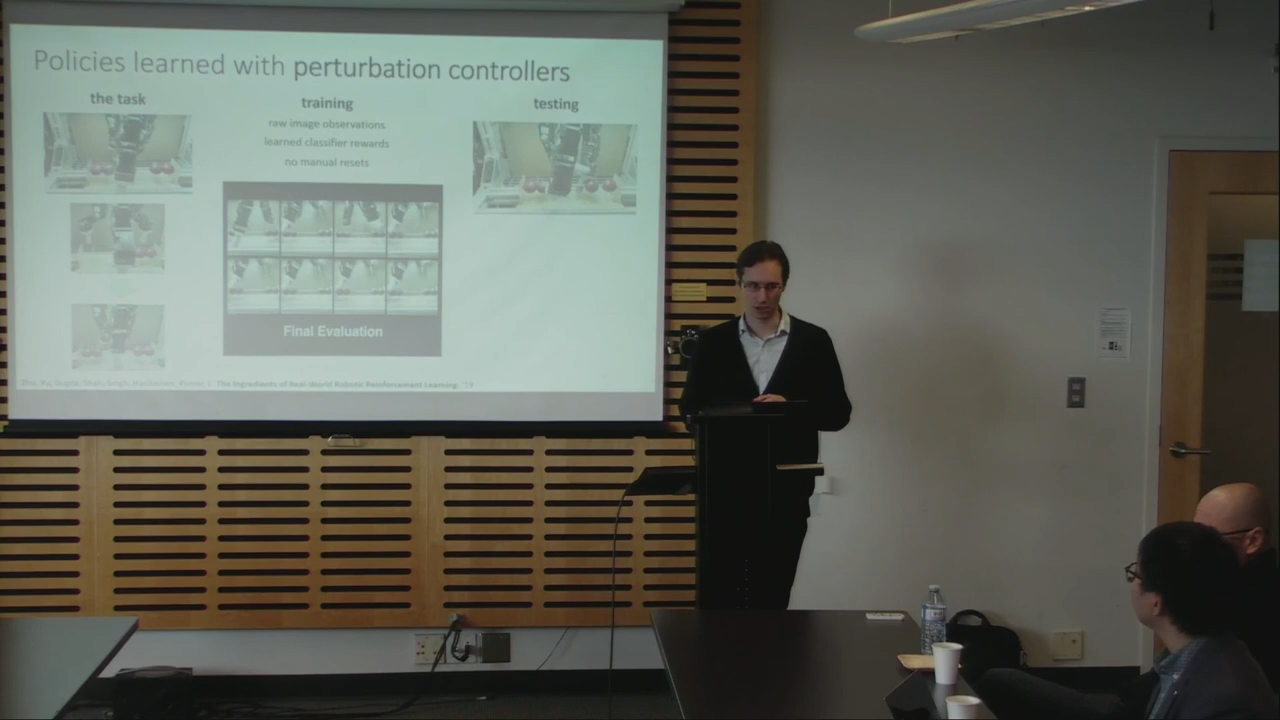 Policies learned with perturbation controllers
the task
training
testing
raw image observations
learned classifier rewards
no manual resets
Final Evaluation
The Ingredients of Real-World Robotic Reinforcement Learning. '19